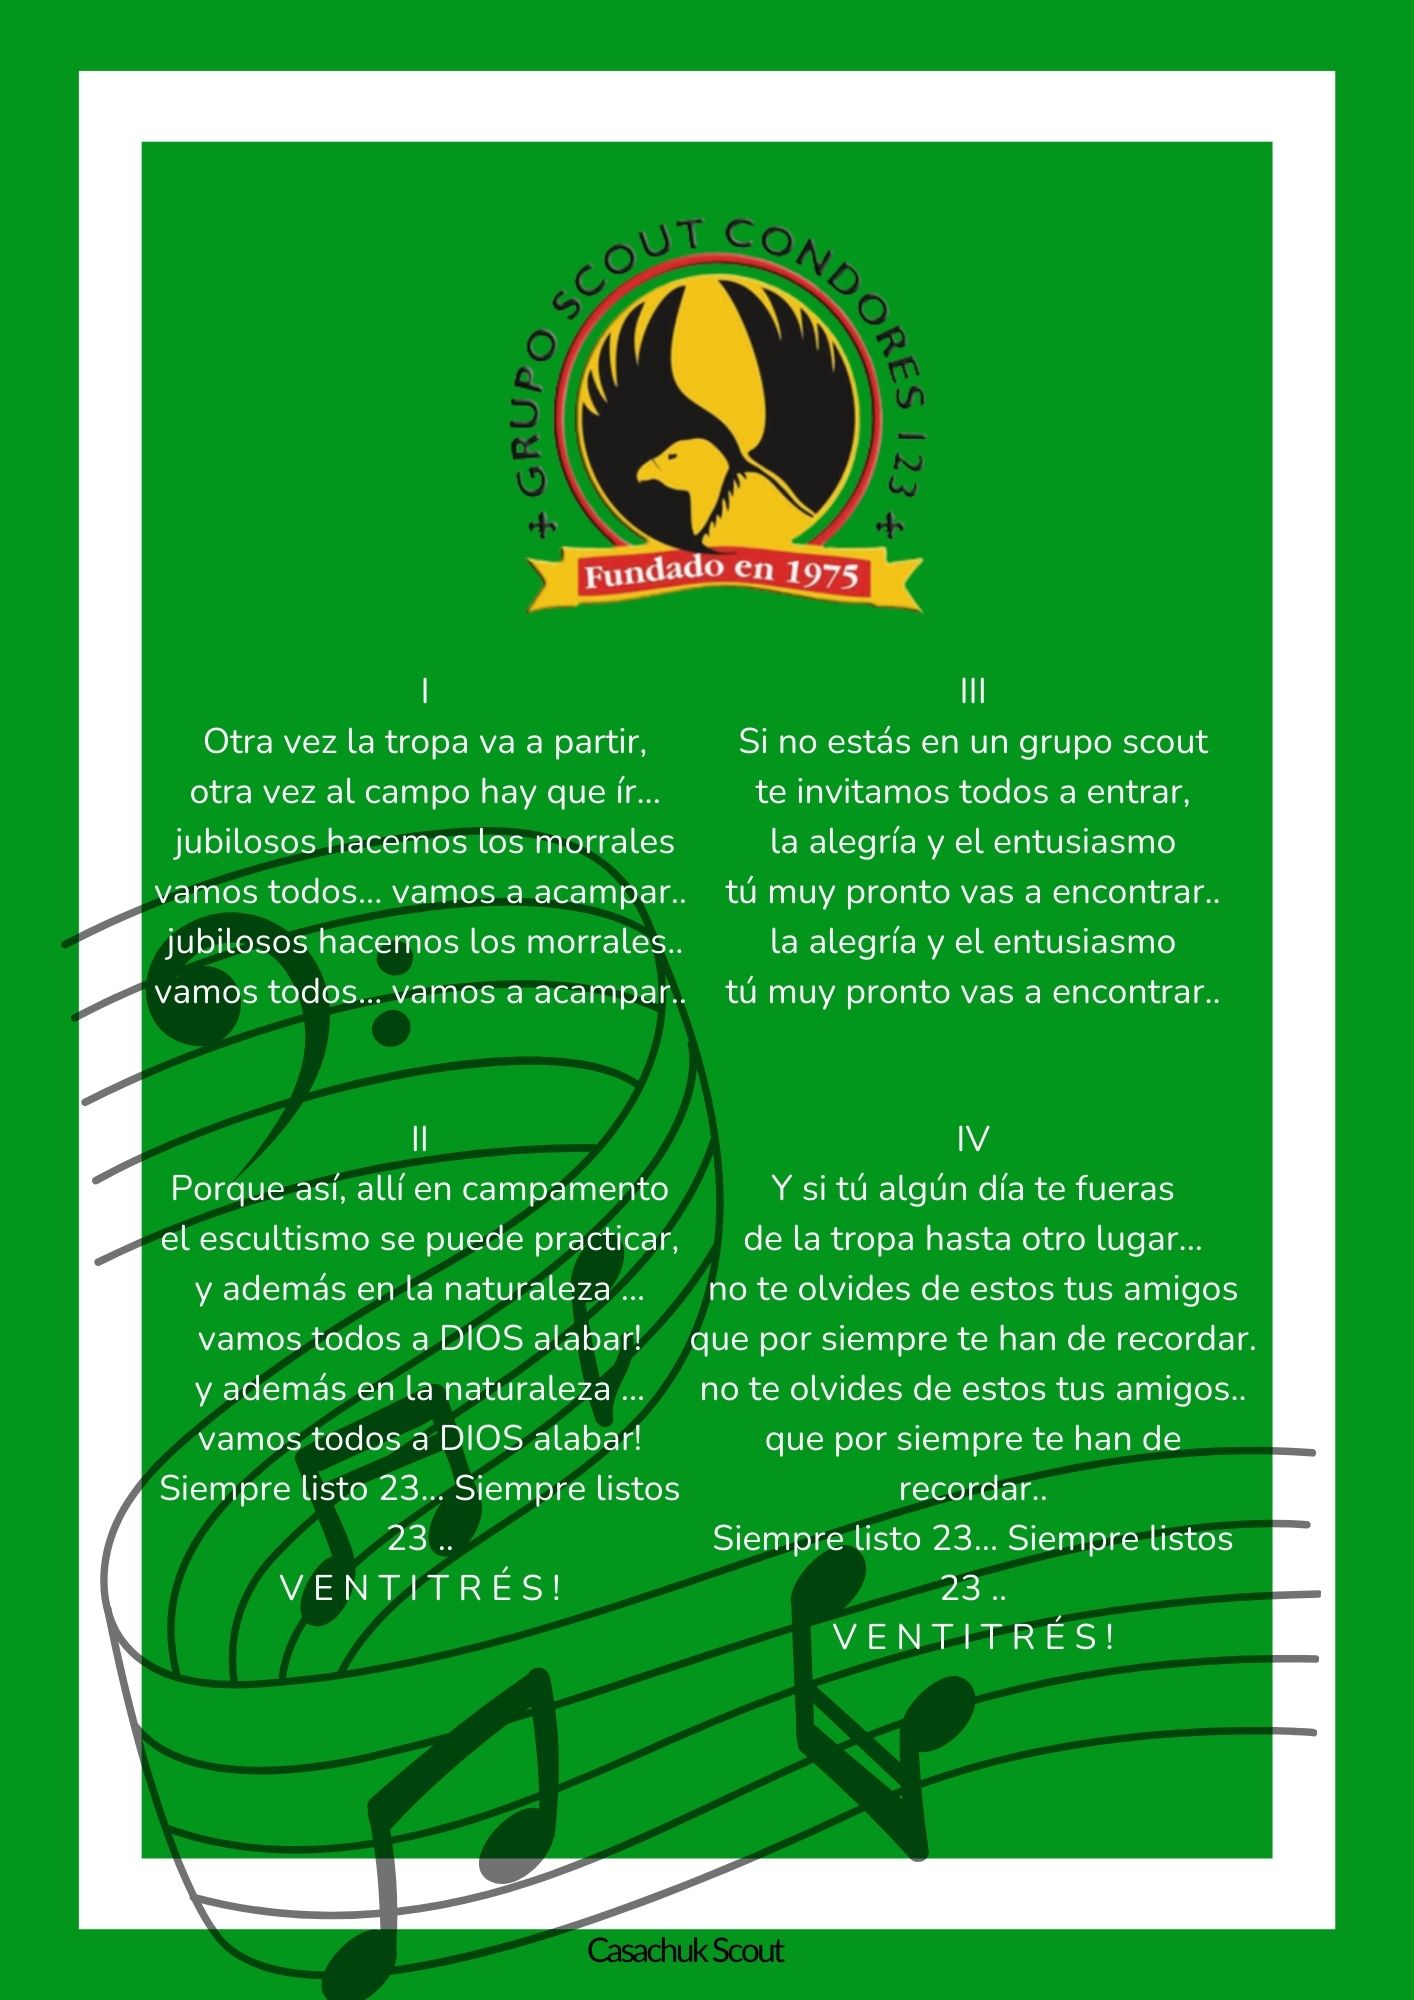 GRUPO SCOUT CONDORES 123
Fundado en 1975
I
Otra vez la tropa va a partir,
otra vez al campo hay que ír...
jubilosos hacemos los morrales
vamos todos... vamos a acampar..
jubilosos hacemos los morrales..
vamos todos... vamos a acampar..
II
Porque así, allí en campamento
el escultismo se puede practicar,
y además en la naturaleza ...
vamos todos a DIOS alabar!
y además en la naturaleza ...
vamos todos a DIOS alabar!
Siempre listo 23... Siempre listos
23 ..
V E N T I T R É S !
III
Si no estás en un grupo scout
te invitamos todos a entrar,
la alegría y el entusiasmo
tú muy pronto vas a encontrar..
la alegría y el entusiasmo
tú muy pronto vas a encontrar..
IV
Y si tú algún día te fueras
de la tropa hasta otro lugar...
no te olvides de estos tus amigos
que por siempre te han de recordar.
no te olvides de estos tus amigos..
que por siempre te han de
recordar..
Siempre listo 23... Siempre listos
23 ..
V E N T I T R É S !
Casachuk Scout